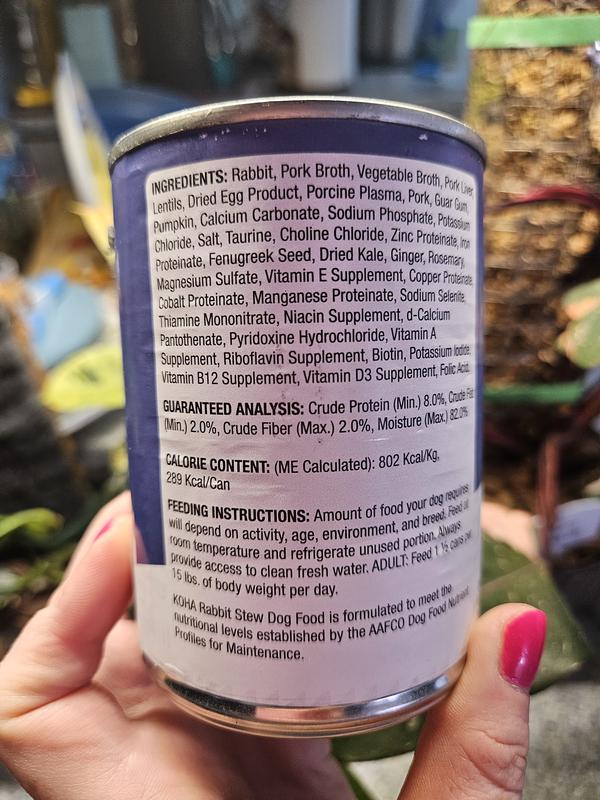 INGREDIENTS: Rabbit, Pork Broth, Vegetable Broth, Pork Liver,
Lentils, Dried Egg Product, Porcine Plasma, Pork, Guar Gum,
Pumpkin, Calcium Carbonate, Sodium Phosphate, Potassium
Chloride, Salt, Taurine, Choline Chloride, Zinc Proteinate, Iron
Proteinate, Fenugreek Seed, Dried Kale, Ginger, Rosemary,
Magnesium Sulfate, Vitamin E Supplement, Copper Proteinate,
Cobalt Proteinate, Manganese Proteinate, Sodium Selenite,
Thiamine Mononitrate, Niacin Supplement, d-Calcium
Pantothenate, Pyridoxine Hydrochloride, Vitamin A
Supplement, Riboflavin Supplement, Biotin, Potassium Iodide,
Vitamin B12 Supplement, Vitamin D3 Supplement, Folic Acid.
GUARANTEED ANALYSIS: Crude Protein (Min.) 8.0%, Crude Fat
(Min.) 2.0%, Crude Fiber (Max.) 2.0%, Moisture (Max.) 82.0%
CALORIE CONTENT: (ME Calculated): 802 Kcal/Kg,
289 Kcal/Can
FEEDING INSTRUCTIONS: Amount of food your dog requires
will depend on activity, age, environment, and breed. Feed at
room temperature and refrigerate unused portion. Always
provide access to clean fresh water. ADULT: Feed 1 ½ cans per
15 lbs. of body weight per day.
KOHA Rabbit Stew Dog Food is formulated to meet the
nutritional levels established by the AAFCO Dog Food Nutrient
Profiles for Maintenance.